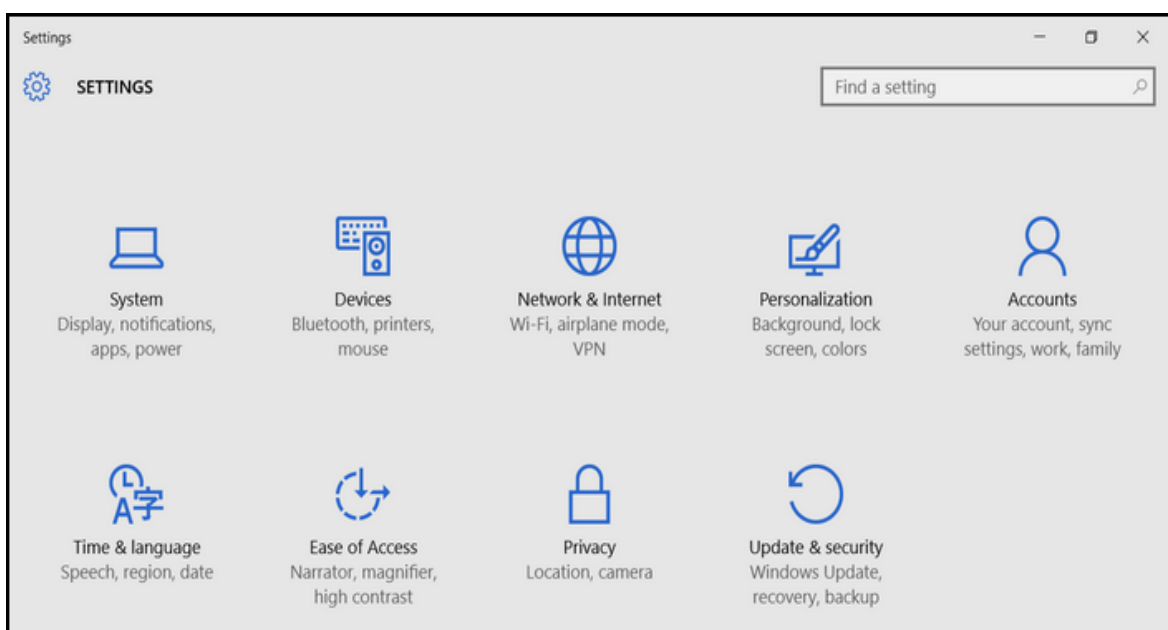 Settings
SETTINGS
Find a setting
System
Display, notifications,
apps, power
Devices
Bluetooth, printers,
mouse
Network & Internet
Wi-Fi, airplane mode,
VPN
Personalization
Background, lock
screen, colors
Accounts
Your account, sync
settings, work, family
A字
Time & language
Speech, region, date
Ease of Access
Narrator, magnifier,
high contrast
Privacy
Location, camera
Update & security
Windows Update,
recovery, backup